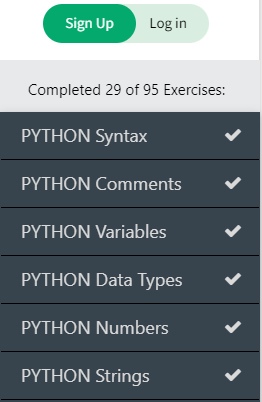 Sign Up Log in
Completed 29 of 95 Exercises:
PYTHON Syntax
PYTHON Comments
PYTHON Variables
PYTHON Data Types
PYTHON Numbers
PYTHON Strings